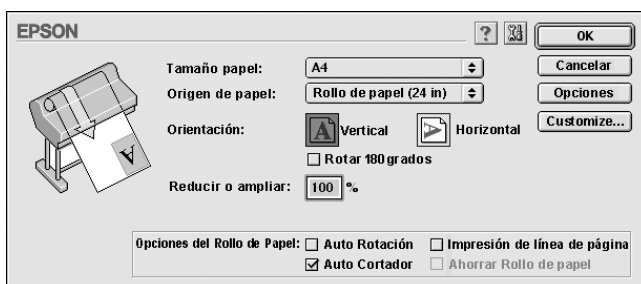 EPSON
? OK
Tamaño papel: A4 Cancelar
Origen de papel: Rollo de papel (24 in) Opciones
Orientación: A Vertical A Horizontal Customize...
Rotar 180 grados
Reducir o ampliar: 100 %
Opciones del Rollo de Papel: Auto Rotación Impresión de línea de página
Auto Cortador Ahorrar Rollo de papel
A